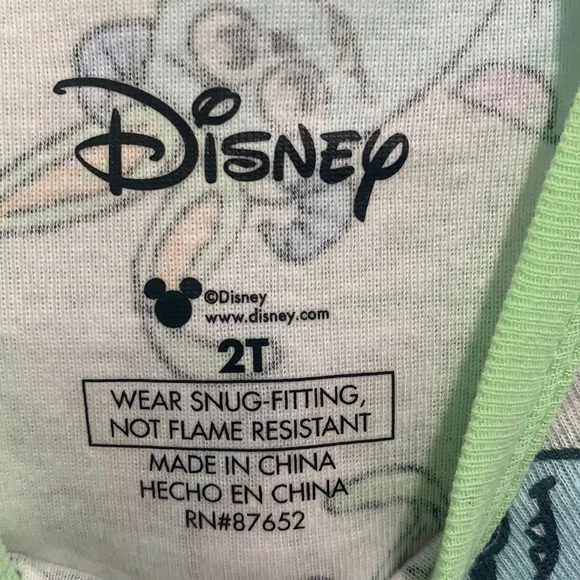 Disney
©Disney
www.disney.com
2T
WEAR SNUG-FITTING,
NOT FLAME RESISTANT
MADE IN CHINA
HECHO EN CHINA
RN#87652